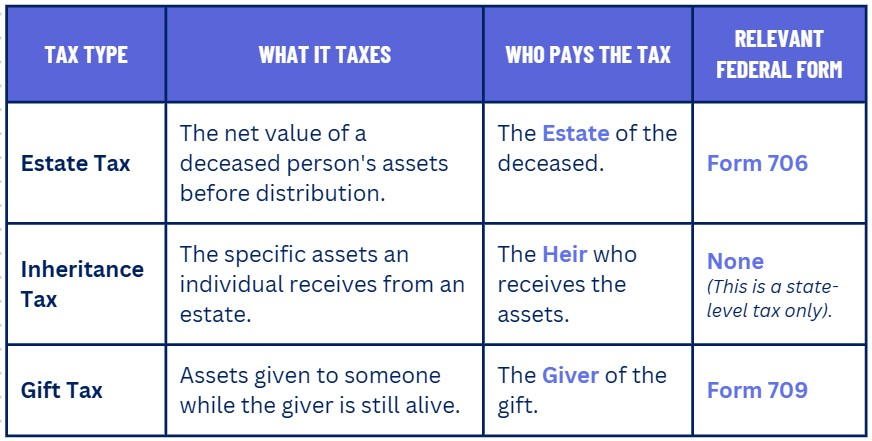 TAX TYPE
WHAT IT TAXES
WHO PAYS THE TAX
RELEVANT
FEDERAL FORM
Estate Tax
The net value of a
deceased person's assets
before distribution.
The Estate of the
deceased.
Form 706
Inheritance
Tax
The specific assets an
individual receives from an
estate.
The Heir who
receives the
assets.
None
(This is a state-
level tax only).
Gift Tax
Assets given to someone
while the giver is still alive.
The Giver of the
gift.
Form 709